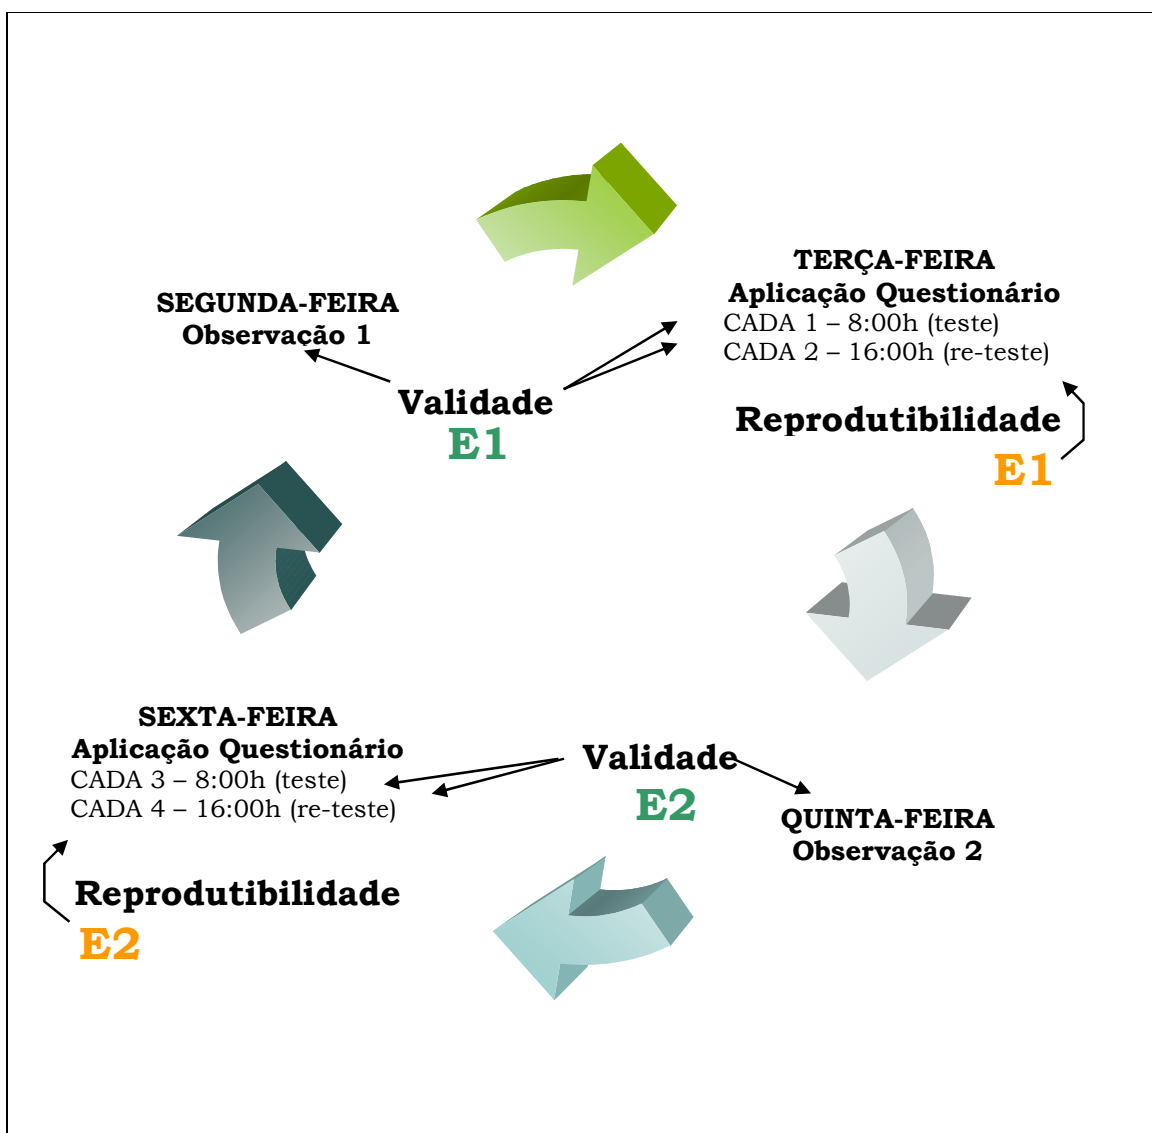 SEGUNDA-FEIRA
Observação 1
TERÇA-FEIRA
Aplicação Questionário
CADA 1 – 8:00h (teste)
CADA 2 – 16:00h (re-teste)
Validade
E1
Reprodutibilidade
E1
SEXTA-FEIRA
Aplicação Questionário
CADA 3 – 8:00h (teste)
CADA 4 – 16:00h (re-teste)
Validade
E2
QUINTA-FEIRA
Observação 2
Reprodutibilidade
E2